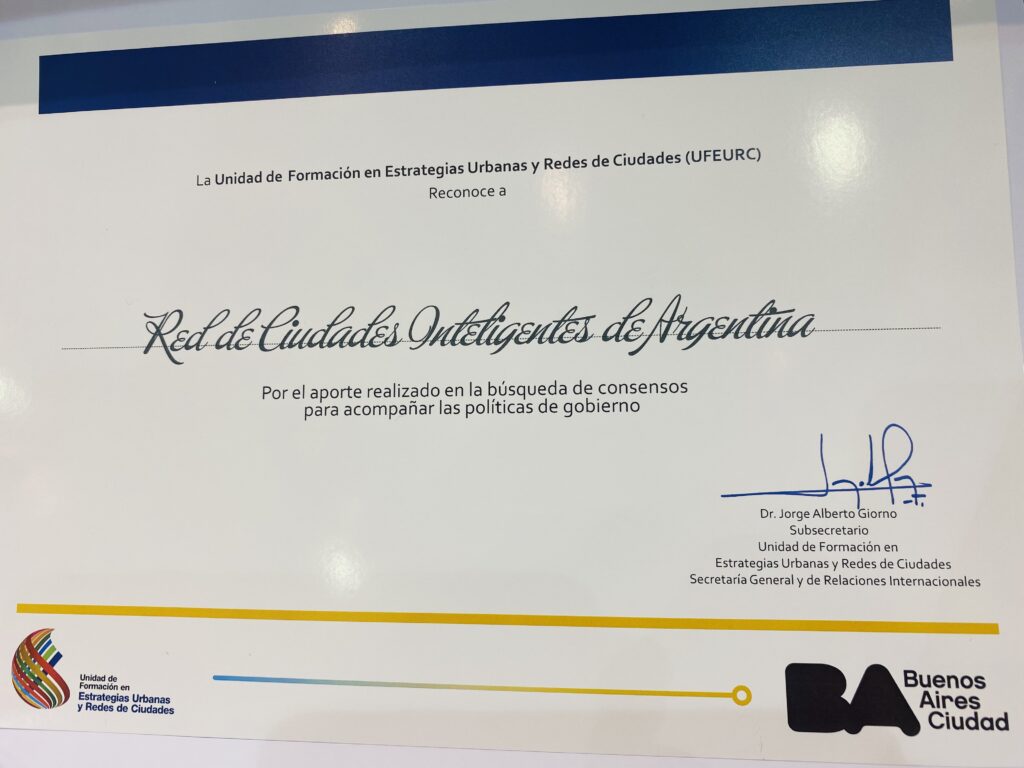 La Unidad de Formación en Estrategias Urbanas y Redes de Ciudades (UFEURC)
Reconoce a
Red de Ciudades Inteligentes de Argentina
Por el aporte realizado en la búsqueda de consensos
para acompañar las políticas de gobierno
Dr. Jorge Alberto Giorno
Subsecretario
Unidad de Formación en
Estrategias Urbanas y Redes de Ciudades
Secretaría General y de Relaciones Internacionales
Unidad de
Formación en
Estrategias Urbanas
y Redes de Ciudades
BA
Buenos
Aires
Ciudad